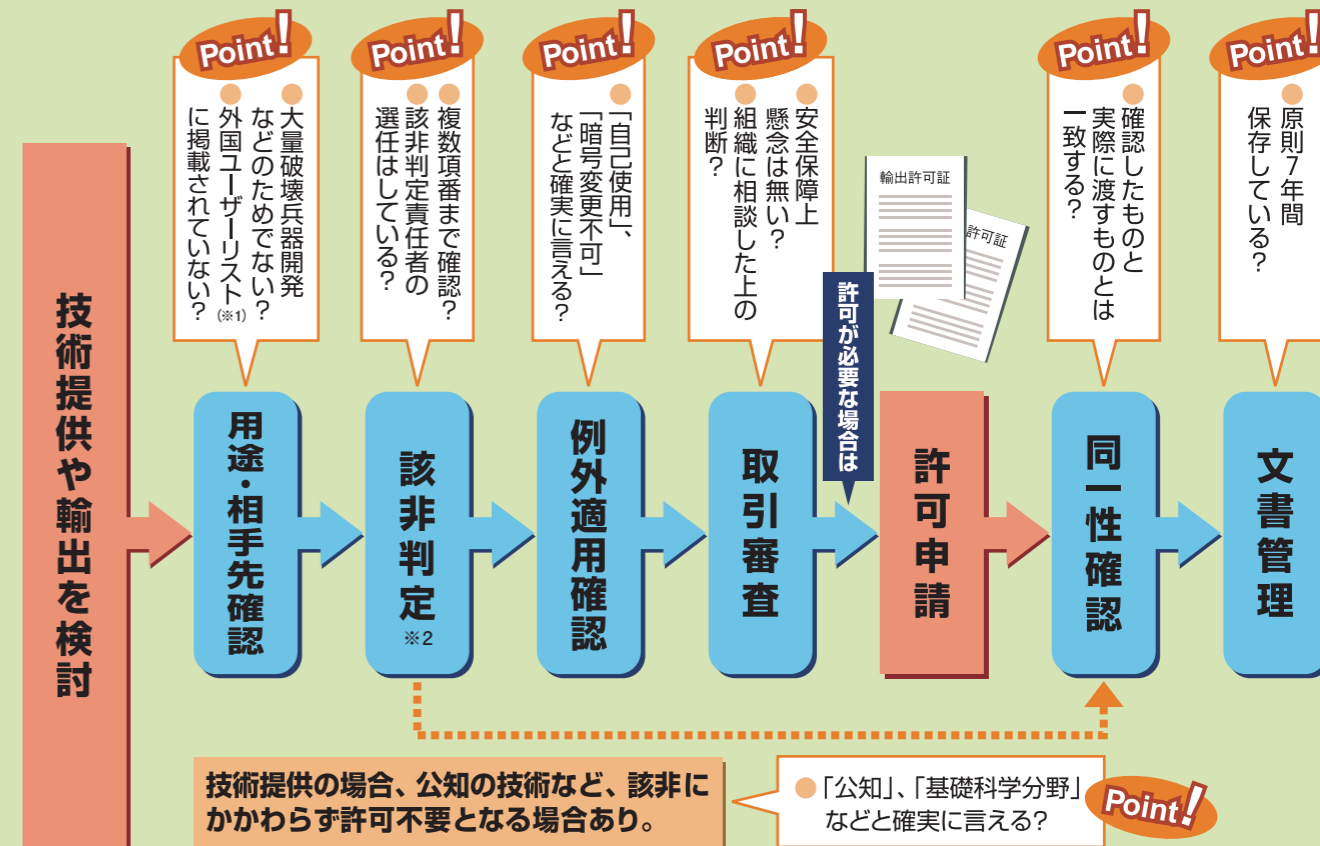 技術提供や輸出を検討
Point!
●大量破壊兵器開発
などのためでない?
●外国ユーザーリスト(※1)
に掲載されていない?
用途・相手先確認
Point!
●複数項番まで確認?
●該非判定責任者の
選任はしている?
該非判定
※2
Point!
●「自己使用」、
「暗号変更不可」
などと確実に言える?
例外適用確認
Point!
●安全保障上
懸念は無い?
●組織に相談した上の
判断?
取引審査
許可が必要な場合は
輸出許可証
許可証
許可申請
Point!
●確認したものと
実際に渡すものとは
一致する?
同一性確認
Point!
●原則7年間
保存している?
文書管理
技術提供の場合、公知の技術など、該非に
かかわらず許可不要となる場合あり。
●「公知」、「基礎科学分野」
などと確実に言える?
Point!